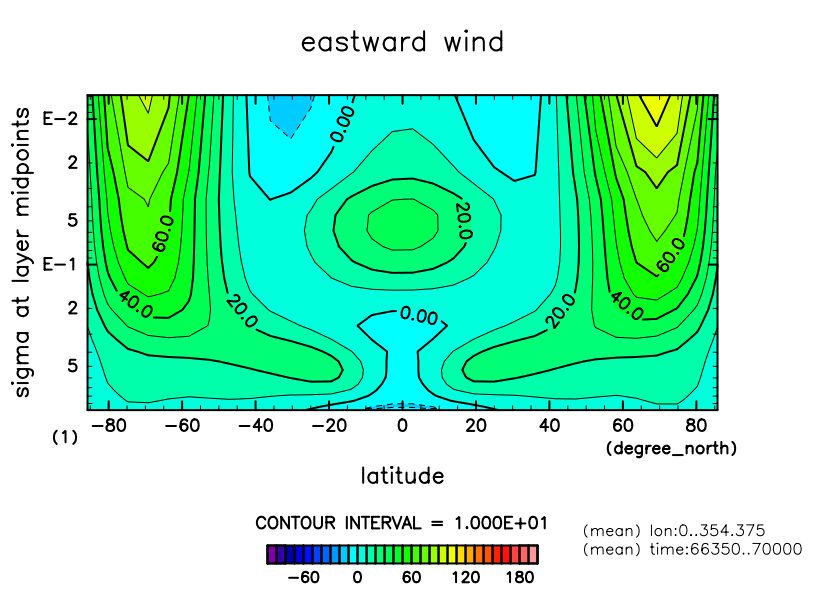 eastward wind
sigma at layer midpoints
E-2
2
5
E-1
2
5
0.00
20.0
60.0
60.0
40.0
20.0
0.00
20.0
40.0
-80 -60 -40 -20 0 20 40 60 80
(1)
(degree_north)
latitude
CONTOUR INTERVAL = 1.000E+01
-60 0 60 120 180
(mean) lon:0..354.375
(mean) time:66350..70000